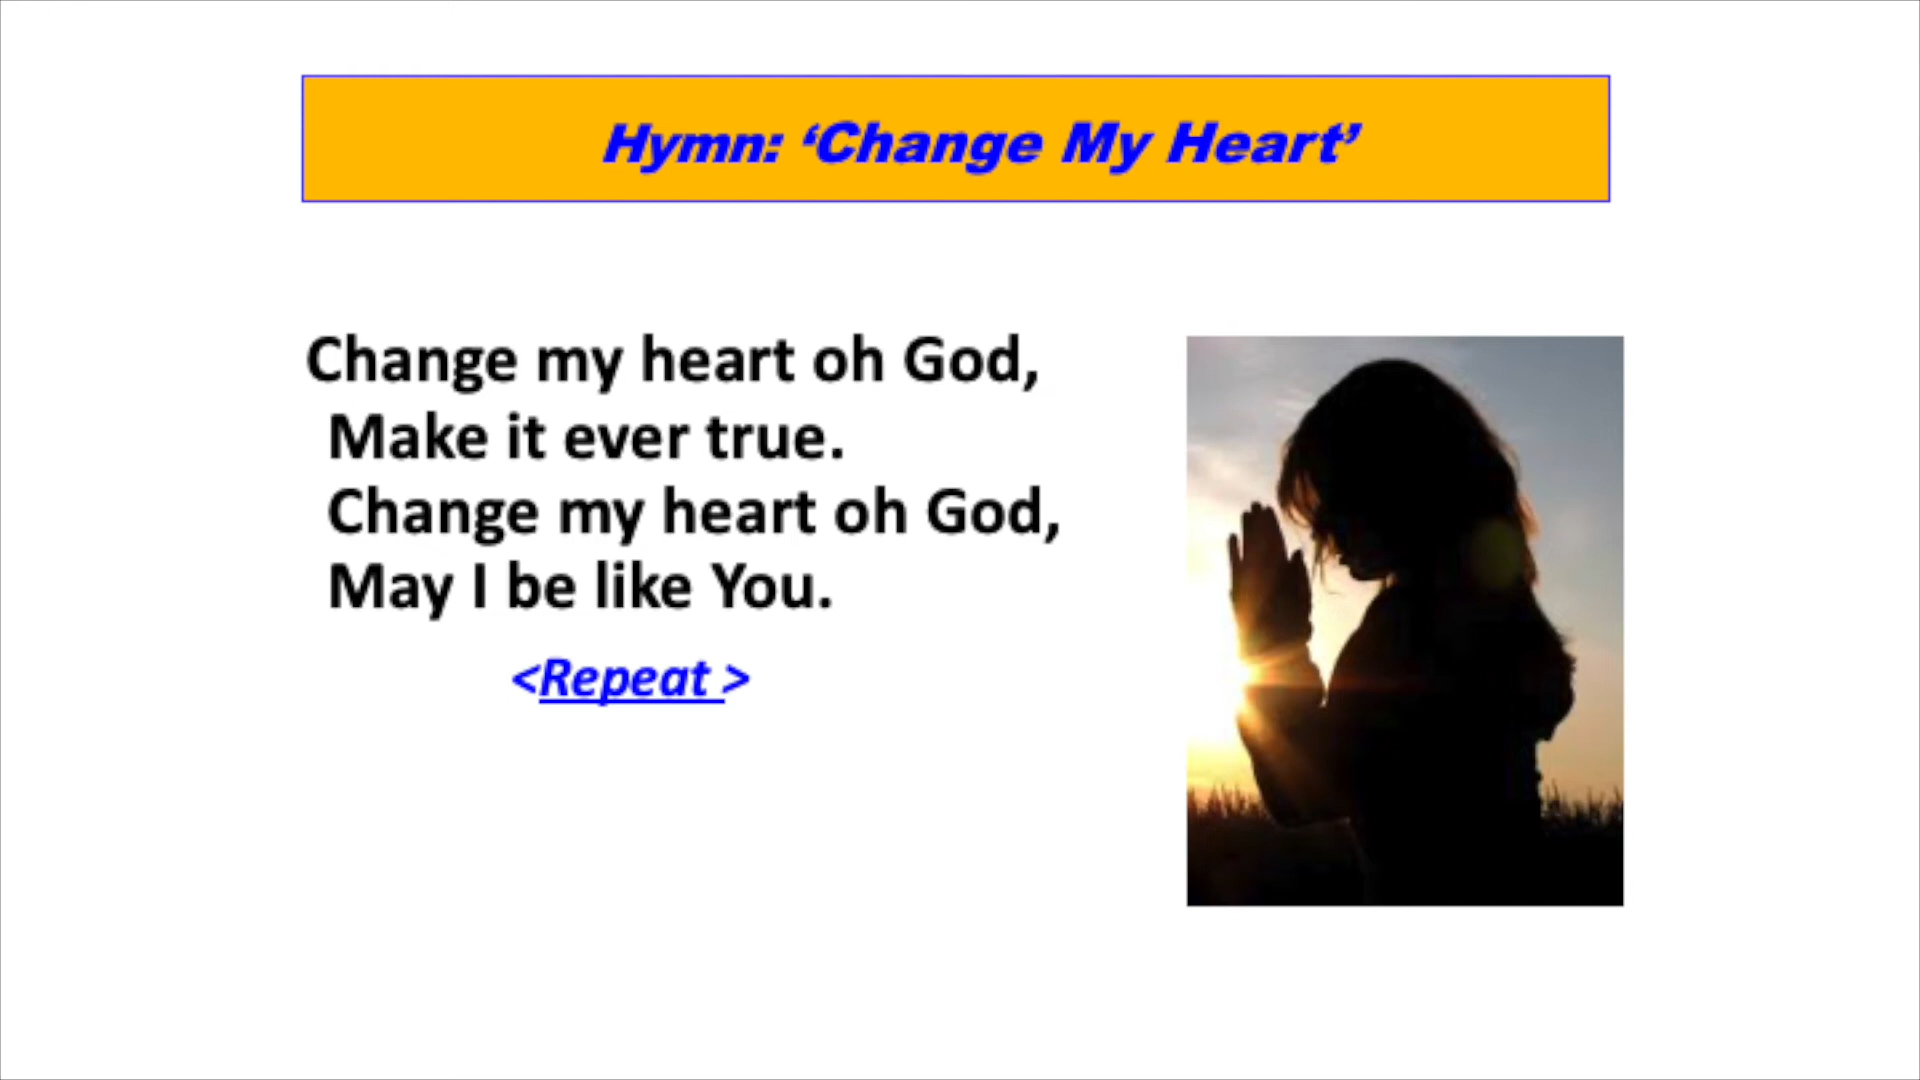 Hymn: ‘Change My Heart’
Change my heart oh God,
Make it ever true.
Change my heart oh God,
May I be like You.
<Repeat >